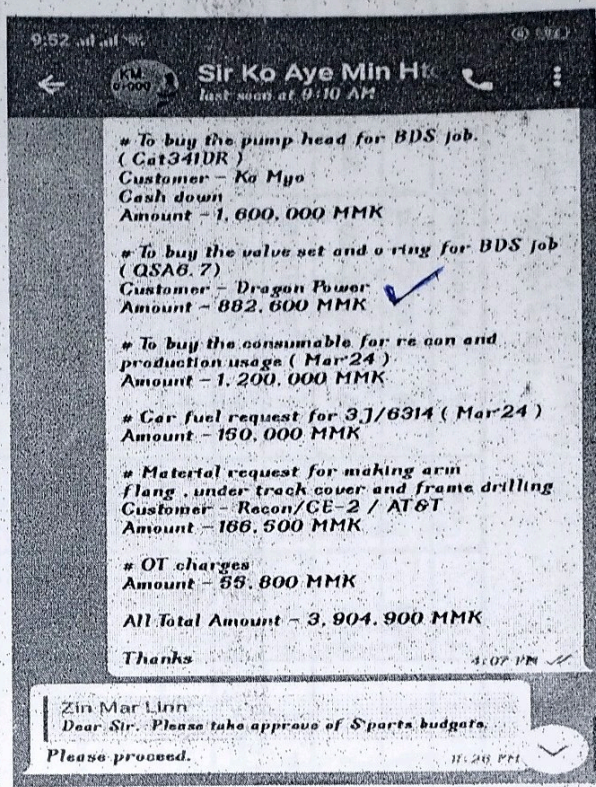 9:52
Sir Ko Aye Min Ht
last seen at 9:10 AM
KM
# To buy the pump head for BDS job.
( Cat341DR )
Customer - Ko Myo
Cash down
Amount - 1, 600, 000 MMK
# To buy the valve set and o ring for BDS job
( QSA6. 7)
Customer - Dragon Power
Amount - 882, 600 MMK
# To buy the consumable for re con and
production usage ( Mar'24 )
Amount - 1, 200, 000 MMK
# Car fuel request for 3J/6314 ( Mar'24 )
Amount - 150, 000 MMK
# Material request for making arm
flang , under track cover and frame drilling
Customer - Recon/CE-2 / AT&T
Amount - 166, 500 MMK
# OT charges
Amount - 55, 800 MMK
All Total Amount - 3, 904, 900 MMK
Thanks
4:07 PM
Zin Mar Linn
Dear Sir. Please take approve of S'parts budgets.
Please proceed.
11:26 PM